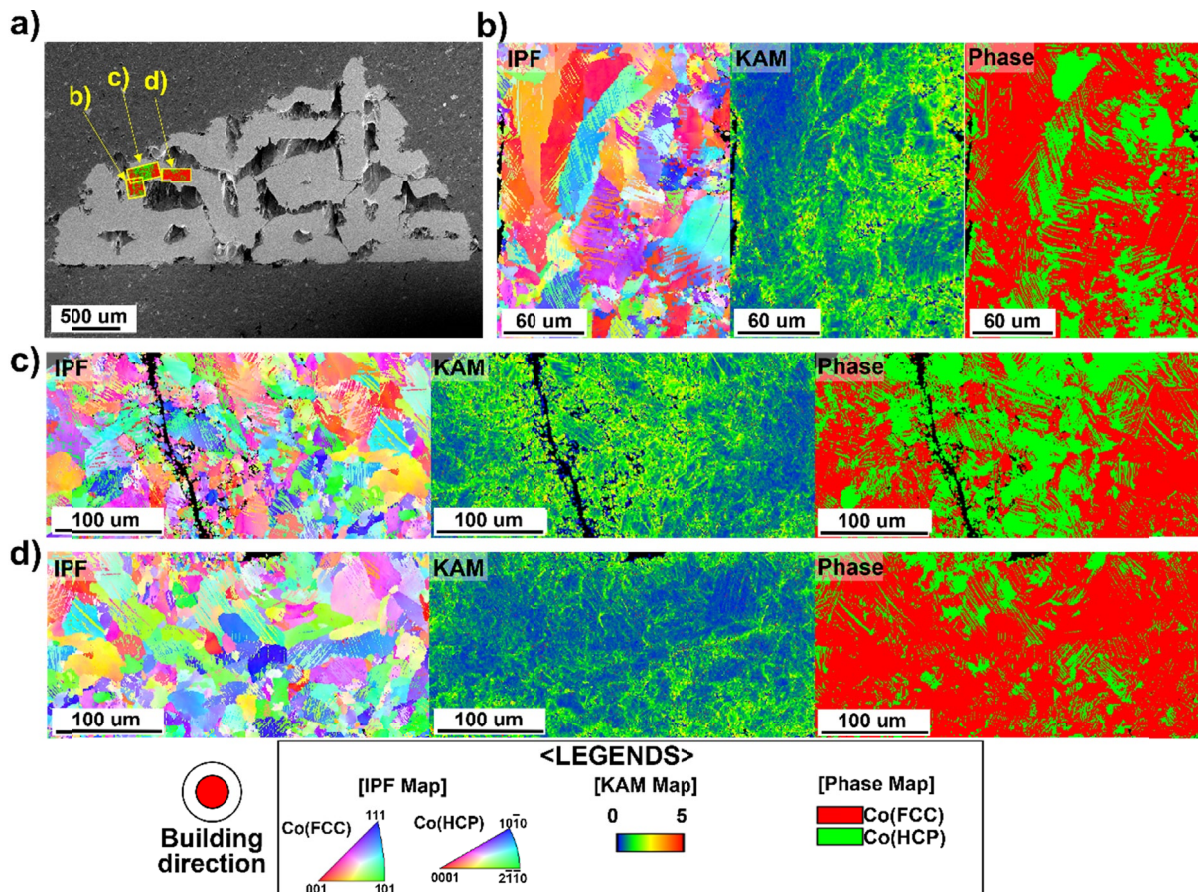 a)
b)
c)
d)
500 um
b)
IPF
KAM
Phase
60 um
60 um
60 um
c)
IPF
KAM
Phase
100 um
100 um
100 um
d)
IPF
KAM
Phase
100 um
100 um
100 um
Building
direction
<LEGENDS>
[IPF Map]
Co(FCC)
111
001
101
Co(HCP)
101̄0
0001
21̄1̄0
[KAM Map]
0
5
[Phase Map]
Co(FCC)
Co(HCP)